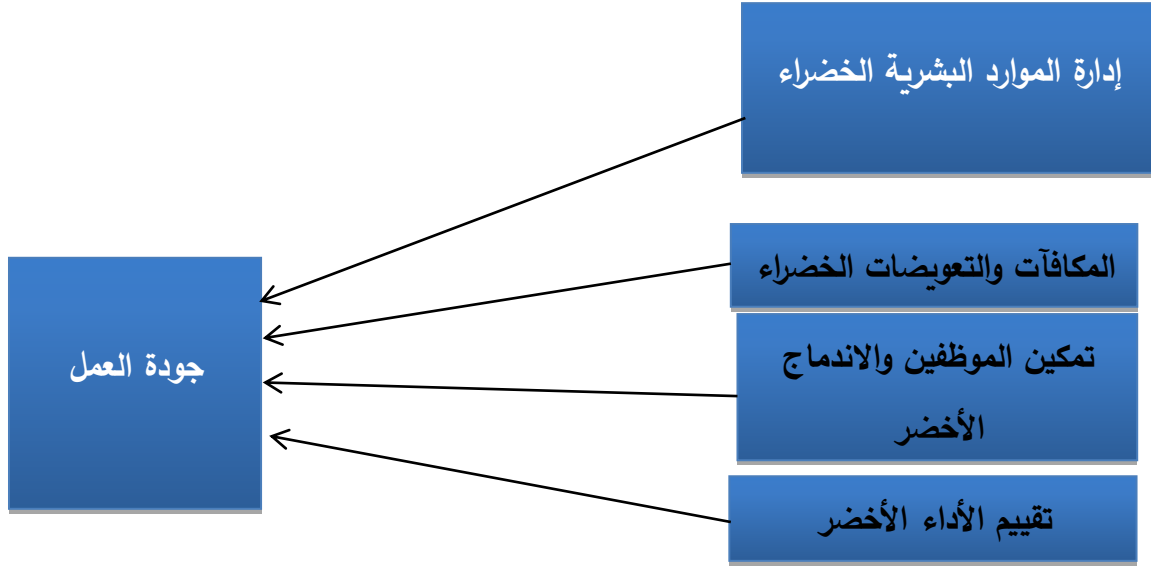 إدارة الموارد البشرية الخضراء
المكافآت والتعويضات الخضراء
تمكين الموظفين والاندماج
الأخضر
تقييم الأداء الأخضر
جودة العمل